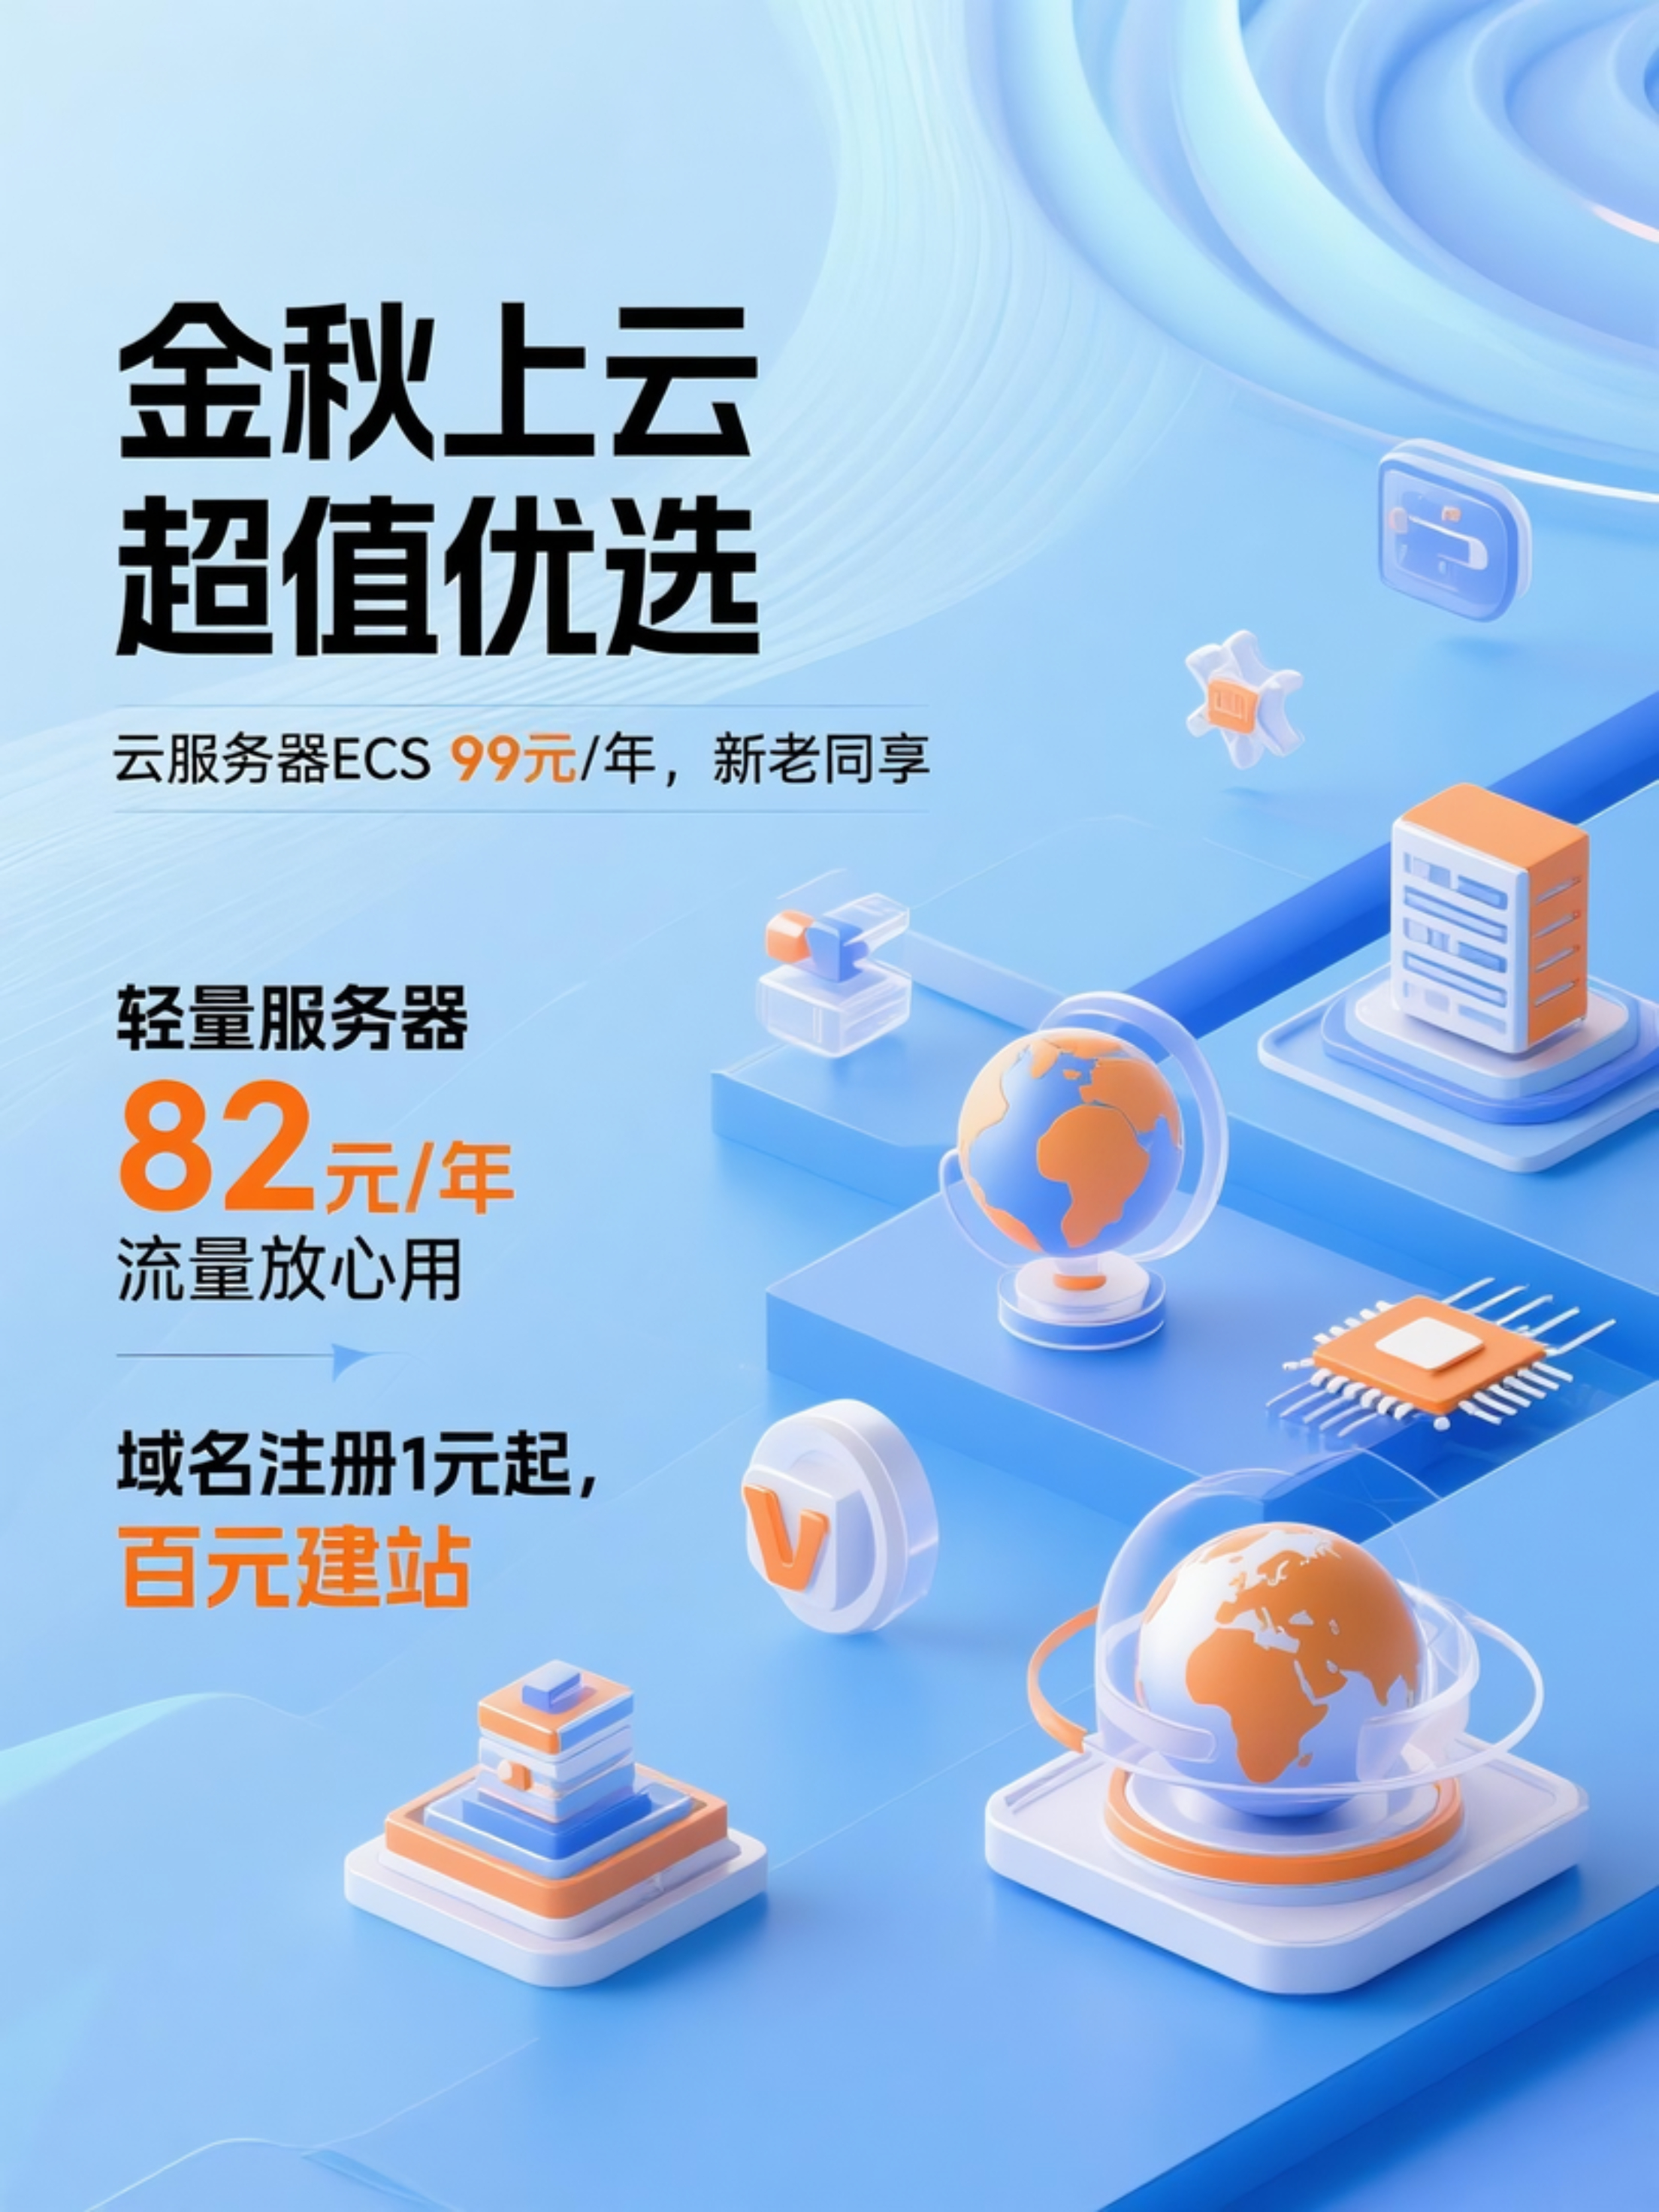 金秋上云
超值优选
云服务器ECS 99元/年，新老同享
轻量服务器
82元/年
流量放心用
域名注册1元起，
百元建站
V